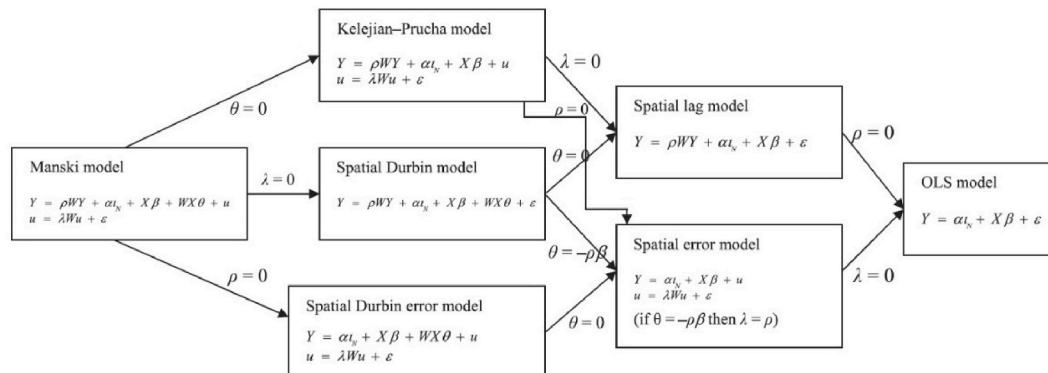 Kelejian–Prucha model
Y = ρWY + αι_N + Xβ + u
u = λWu + ε
λ = 0
ρ = 0
θ = 0
Spatial lag model
Y = ρWY + αι_N + Xβ + ε
ρ = 0
Manski model
Y = ρWY + αι_N + Xβ + WXθ + u
u = λWu + ε
λ = 0
Spatial Durbin model
Y = ρWY + αι_N + Xβ + WXθ + ε
θ = 0
OLS model
Y = αι_N + Xβ + ε
θ = −ρβ
Spatial error model
Y = αι_N + Xβ + u
u = λWu + ε
(if θ = −ρβ then λ = ρ)
λ = 0
ρ = 0
Spatial Durbin error model
Y = αι_N + Xβ + WXθ + u
u = λWu + ε
θ = 0